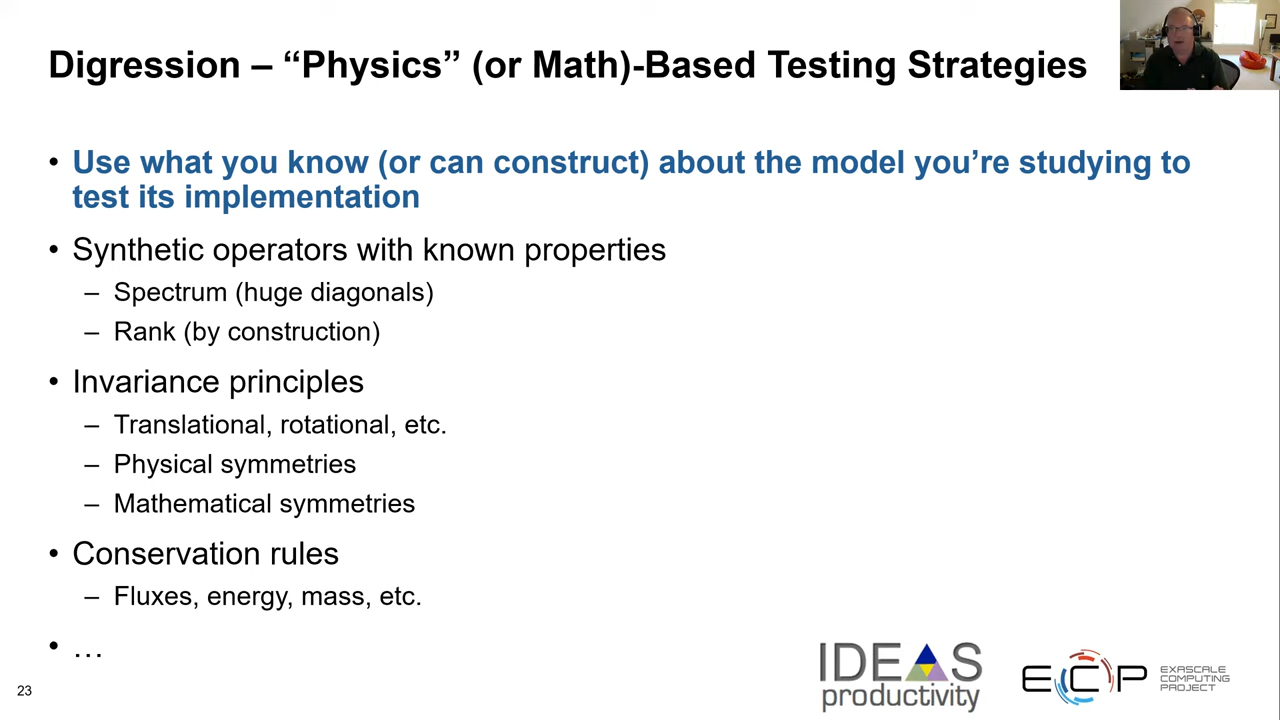 Digression – “Physics” (or Math)-Based Testing Strategies
• Use what you know (or can construct) about the model you’re studying to
test its implementation
• Synthetic operators with known properties
– Spectrum (huge diagonals)
– Rank (by construction)
• Invariance principles
– Translational, rotational, etc.
– Physical symmetries
– Mathematical symmetries
• Conservation rules
– Fluxes, energy, mass, etc.
• …
23
IDEAS
productivity
ECP
EXASCALE
COMPUTING
PROJECT